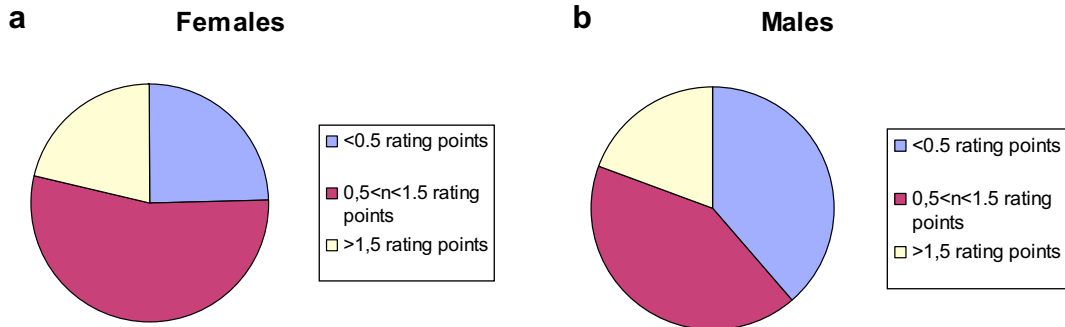 a
Females
<0.5 rating points
0,5<n<1.5 rating
points
>1,5 rating points
b
Males
<0.5 rating points
0,5<n<1.5 rating
points
>1,5 rating points